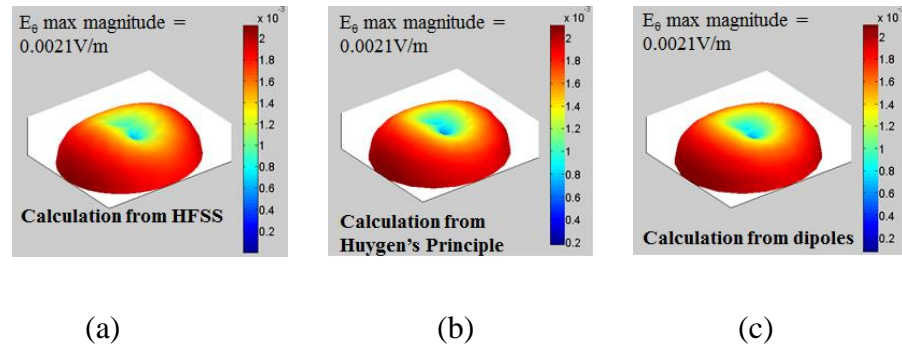 E_θ max magnitude =
0.0021V/m
x 10^-3
2
1.8
1.6
1.4
1.2
1
0.8
0.6
0.4
0.2
Calculation from HFSS
(a)
E_θ max magnitude =
0.0021V/m
x 10^-3
2
1.8
1.6
1.4
1.2
1
0.8
0.6
0.4
0.2
Calculation from
Huygen's Principle
(b)
E_θ max magnitude =
0.0021V/m
x 10^-3
2
1.8
1.6
1.4
1.2
1
0.8
0.6
0.4
0.2
Calculation from dipoles
(c)